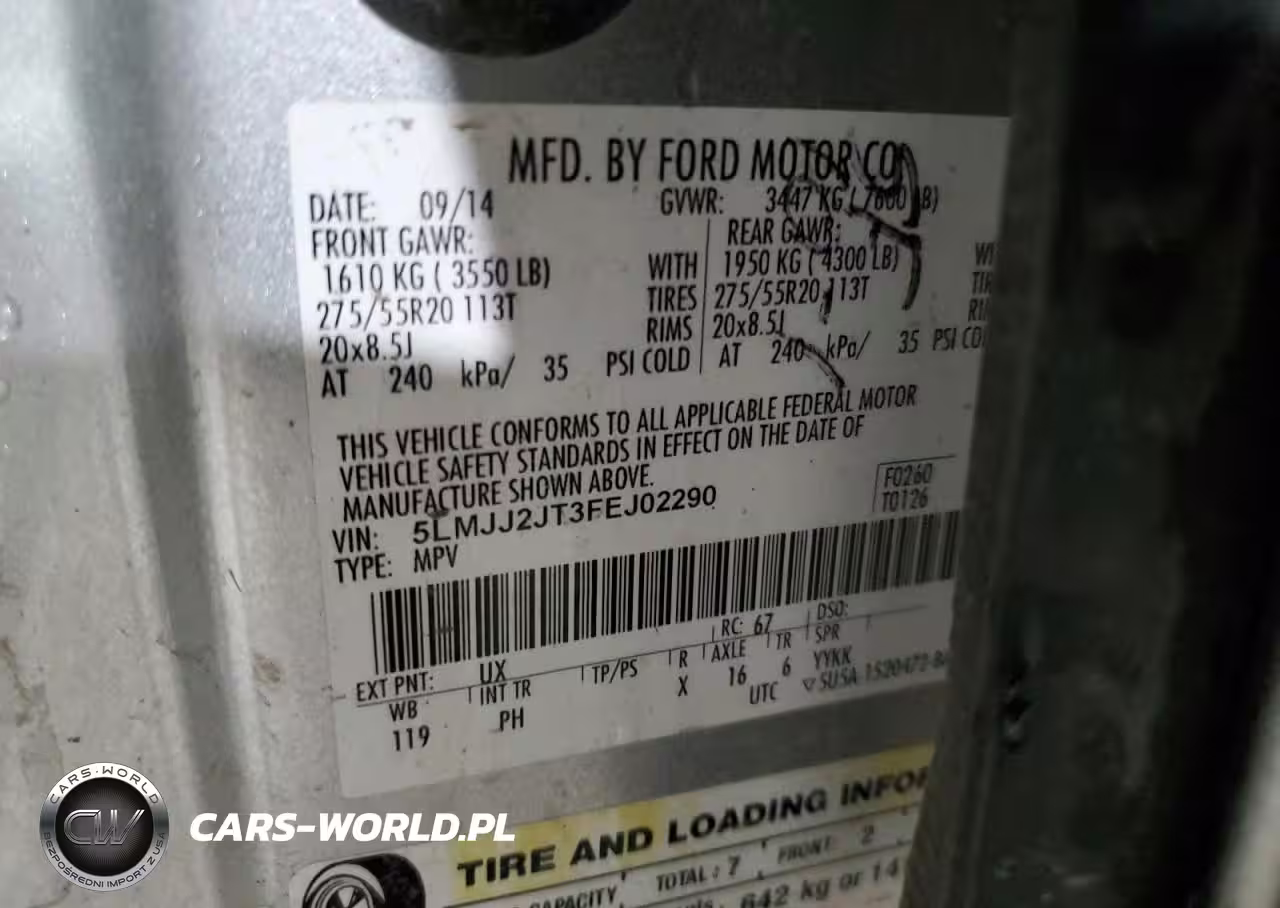 MFD. BY FORD MOTOR CO.
DATE: 09/14 GVWR: 3447 KG ( 7600 LB)
FRONT GAWR: REAR GAWR:
1610 KG ( 3550 LB) WITH 1950 KG ( 4300 LB)
275/55R20 113T TIRES 275/55R20 113T
20x8.5J RIMS 20x8.5J
AT 240 kPa/ 35 PSI COLD AT 240 kPa/ 35 PSI
THIS VEHICLE CONFORMS TO ALL APPLICABLE FEDERAL MOTOR
VEHICLE SAFETY STANDARDS IN EFFECT ON THE DATE OF
MANUFACTURE SHOWN ABOVE.
F0260
T0126
VIN: 5LMJJ2JT3FEJ02290
TYPE: MPV
EXT PNT: UX RC: 67 DSO:
WB INT TR TP/PS R AXLE TR SPR
119 PH X 16 6 YYKK
UTC
TIRE AND LOADING
CAPACITY TOTAL: 7 FRONT: 2
642 kg or 14
CARS-WORLD
CW
BEZPOŚREDNI IMPORT Z USA
CARS-WORLD.PL